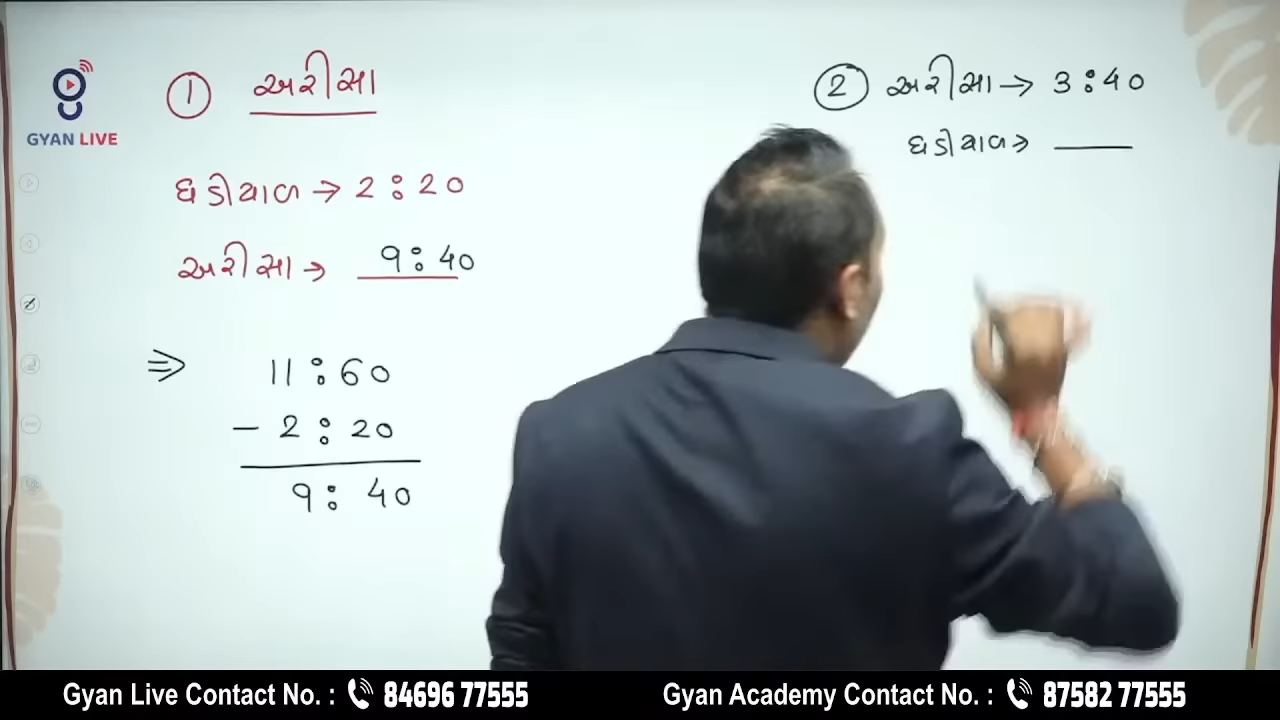 GYAN LIVE
① અરીસા
ઘડીયાળ → 2 : 20
અરીસા → 9 : 40
⇒ 11 : 60
- 2 : 20
9 : 40
② અરીસા → 3 : 40
ઘડીયાળ → ____
Gyan Live Contact No. : 84696 77555
Gyan Academy Contact No. : 87582 77555